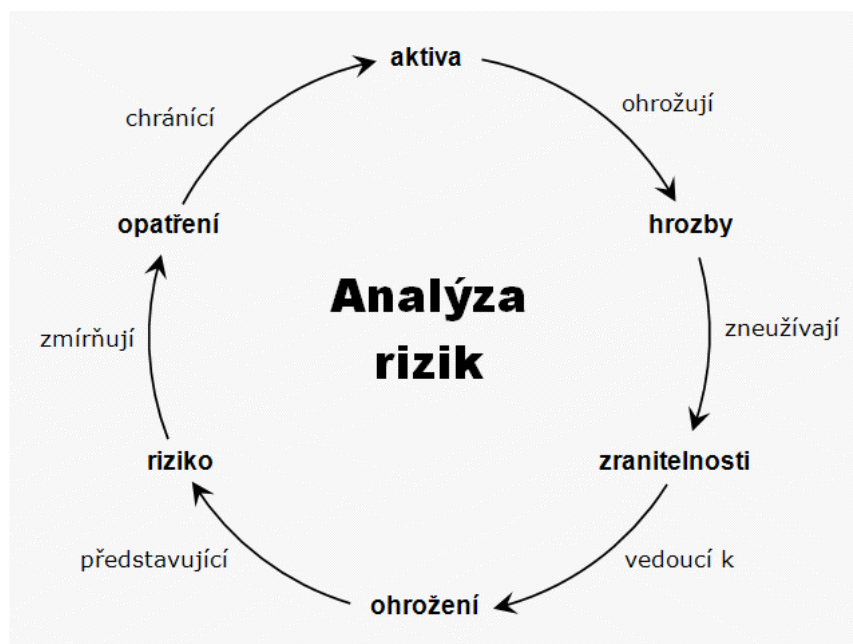 aktiva
ohrožují
hrozby
zneužívají
zranitelnosti
vedoucí k
ohrožení
představující
riziko
zmírňují
opatření
chránící
Analýza
rizik